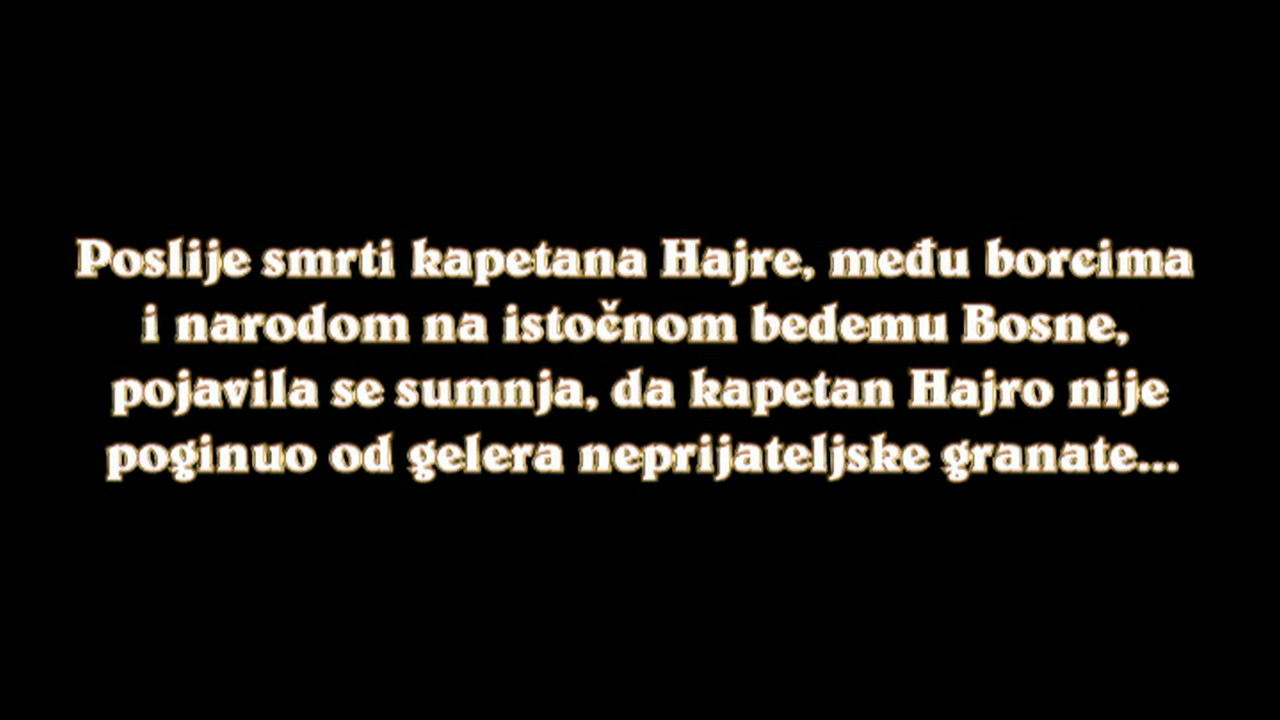 Poslije smrti kapetana Hajre, među borcima
i narodom na istočnom bedemu Bosne,
pojavila se sumnja, da kapetan Hajro nije
poginuo od gelera neprijateljske granate...